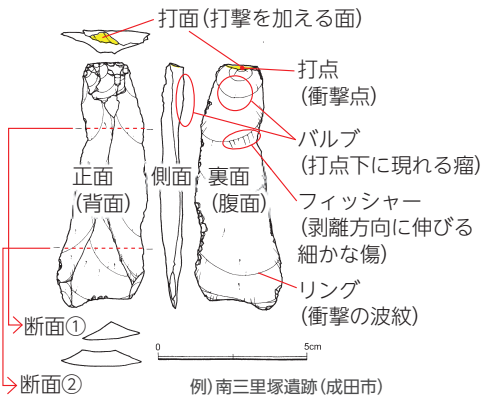 打面(打撃を加える面)
打点
(衝撃点)
バルブ
(打点下に現れる瘤)
正面
(背面)
側面
裏面
(腹面)
フィッシャー
(剥離方向に伸びる
細かな傷)
リング
(衝撃の波紋)
断面①
断面②
0
5cm
例)南三里塚遺跡(成田市)